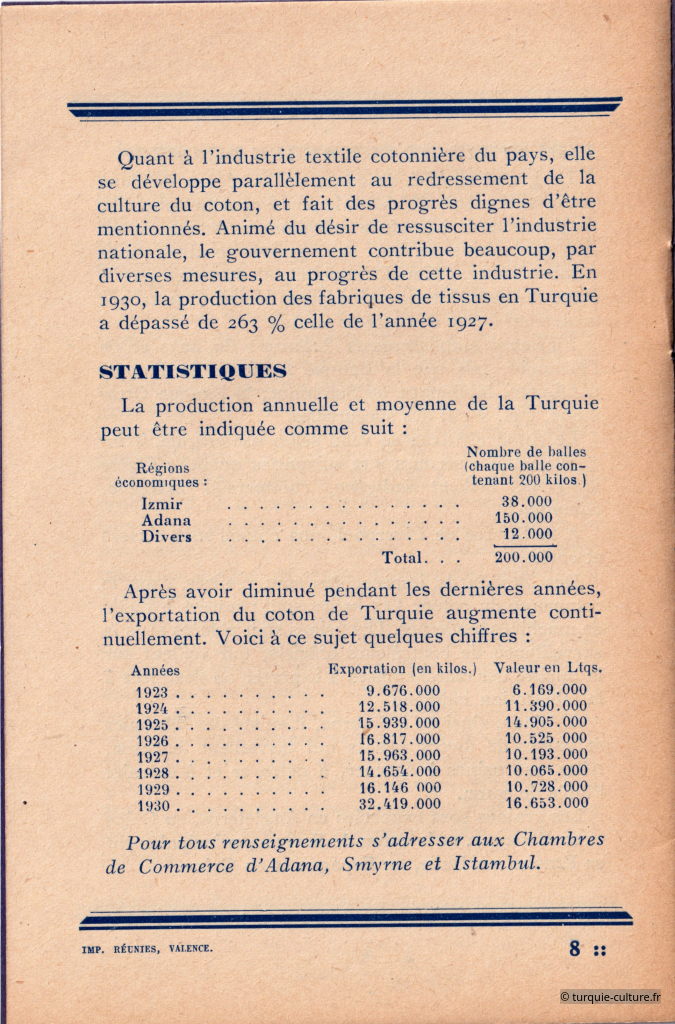 Quant à l'industrie textile cotonnière du pays, elle
se développe parallèlement au redressement de la
culture du coton, et fait des progrès dignes d'être
mentionnés. Animé du désir de ressusciter l'industrie
nationale, le gouvernement contribue beaucoup, par
diverses mesures, au progrès de cette industrie. En
1930, la production des fabriques de tissus en Turquie
a dépassé de 263 % celle de l'année 1927.
STATISTIQUES
La production annuelle et moyenne de la Turquie
peut être indiquée comme suit :
Régions
économiques :
Nombre de balles
(chaque balle con-
tenant 200 kilos.)
Izmir . . . . . . . . . . . . . . . 38.000
Adana . . . . . . . . . . . . . . . 150.000
Divers . . . . . . . . . . . . . . . 12.000
Total. . . 200.000
Après avoir diminué pendant les dernières années,
l'exportation du coton de Turquie augmente conti-
nuellement. Voici à ce sujet quelques chiffres :
Années Exportation (en kilos.) Valeur en Ltqs.
1923 . . . . . . . . . . 9.676.000 6.169.000
1924 . . . . . . . . . . 12.518.000 11.390.000
1925 . . . . . . . . . . 15.939.000 14.905.000
1926 . . . . . . . . . . 16.817.000 10.525 000
1927 . . . . . . . . . . 15.963.000 10.193.000
1928 . . . . . . . . . 14.654.000 10.065.000
1929 . . . . . . . . . . 16.146 000 10.728.000
1930 . . . . . . . . . . 32.419.000 16.653.000
Pour tous renseignements s'adresser aux Chambres
de Commerce d'Adana, Smyrne et Istambul.
IMP. RÉUNIES, VALENCE.
8 ::
© turquie-culture.fr